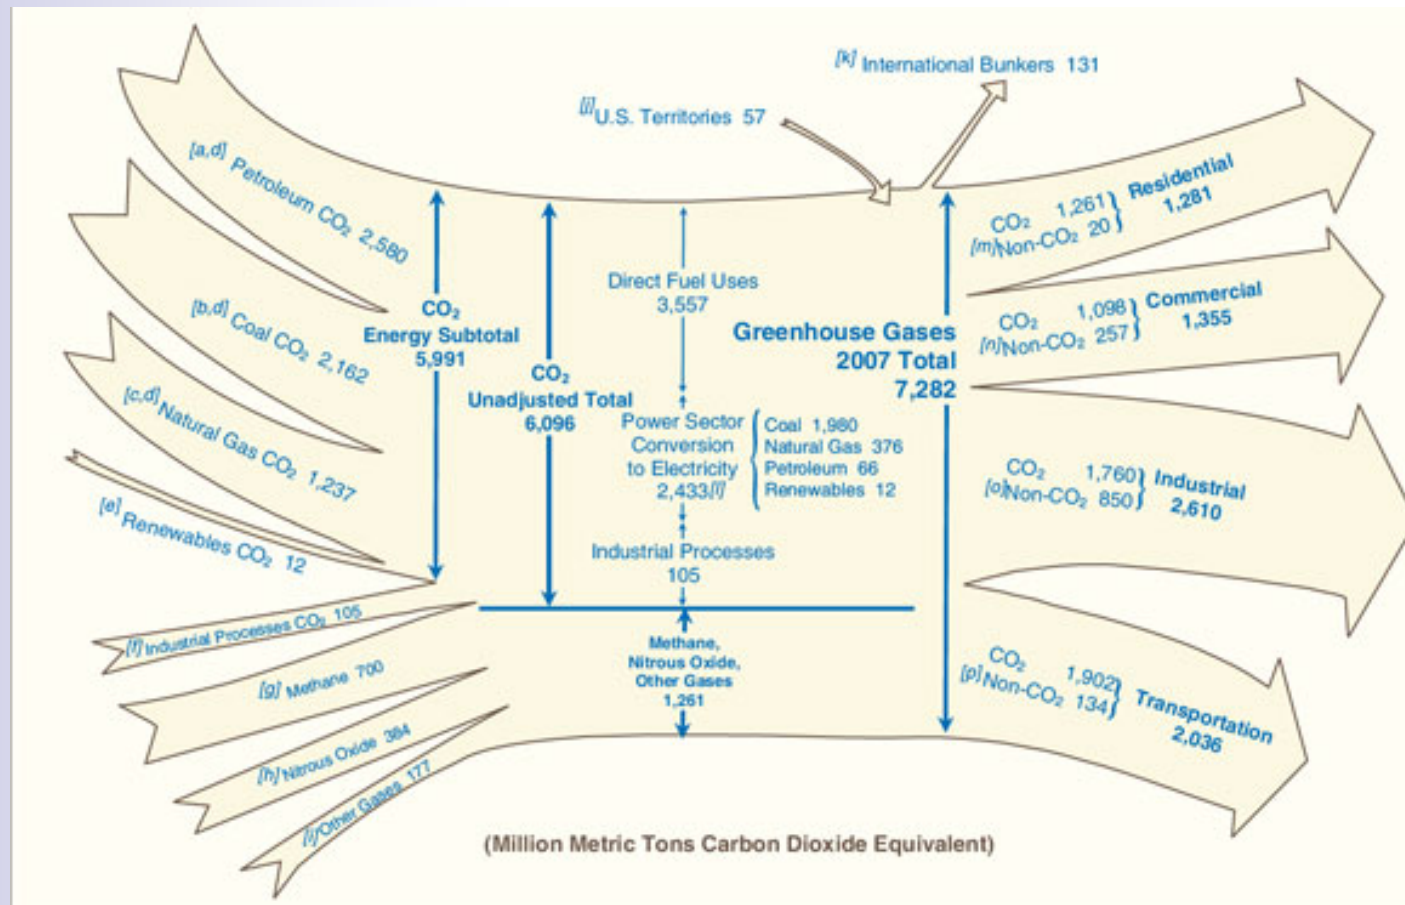 [k] International Bunkers 131
[j] U.S. Territories 57
[a,d] Petroleum CO₂ 2,580
[b,d] Coal CO₂ 2,162
[c,d] Natural Gas CO₂ 1,237
[e] Renewables CO₂ 12
[f] Industrial Processes CO₂ 105
[g] Methane 700
[h] Nitrous Oxide 384
[i] Other Gases 177
CO₂
Energy Subtotal
5,991
CO₂
Unadjusted Total
6,096
Direct Fuel Uses
3,557
Power Sector
Conversion
to Electricity
2,433[l]
Coal 1,980
Natural Gas 376
Petroleum 66
Renewables 12
Industrial Processes
105
Methane,
Nitrous Oxide,
Other Gases
1,261
Greenhouse Gases
2007 Total
7,282
CO₂ 1,261
[m]Non-CO₂ 20
Residential
1,281
CO₂ 1,098
[n]Non-CO₂ 257
Commercial
1,355
CO₂ 1,760
[o]Non-CO₂ 850
Industrial
2,610
CO₂ 1,902
[p]Non-CO₂ 134
Transportation
2,036
(Million Metric Tons Carbon Dioxide Equivalent)